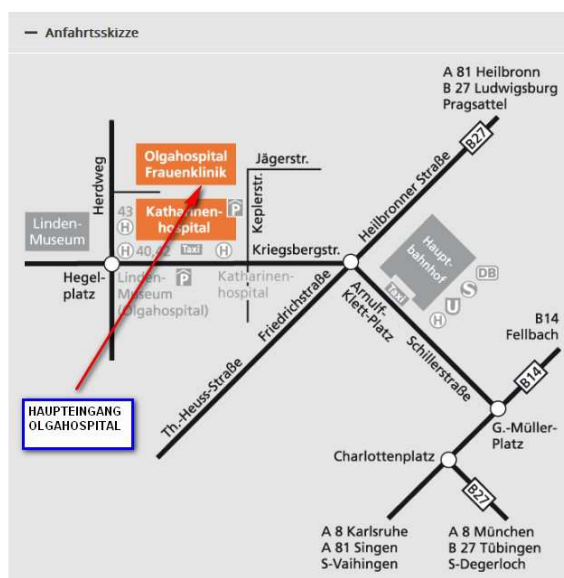 Anfahrtsskizze
A 81 Heilbronn
B 27 Ludwigsburg
Pragsattel
B27
Heilbronner Straße
Olgahospital
Frauenklinik
Jägerstr.
Keplerstr.
Herdweg
43
H
Katharinen-
hospital
P
Linden-
Museum
H 40,42 Taxi H
Kriegsbergstr.
Haupt-
bahnhof
Taxi
H U S DB
Hegel-
platz
Linden-
Museum
(Olgahospital)
P
Katharinen-
hospital
Friedrichstraße
Arnulf-
Klett-Platz
Schillerstraße
B14
Fellbach
B14
Th.-Heuss-Straße
HAUPTEINGANG
OLGAHOSPITAL
G.-Müller-
Platz
Charlottenplatz
B27
A 8 Karlsruhe
A 81 Singen
S-Vaihingen
A 8 München
B 27 Tübingen
S-Degerloch